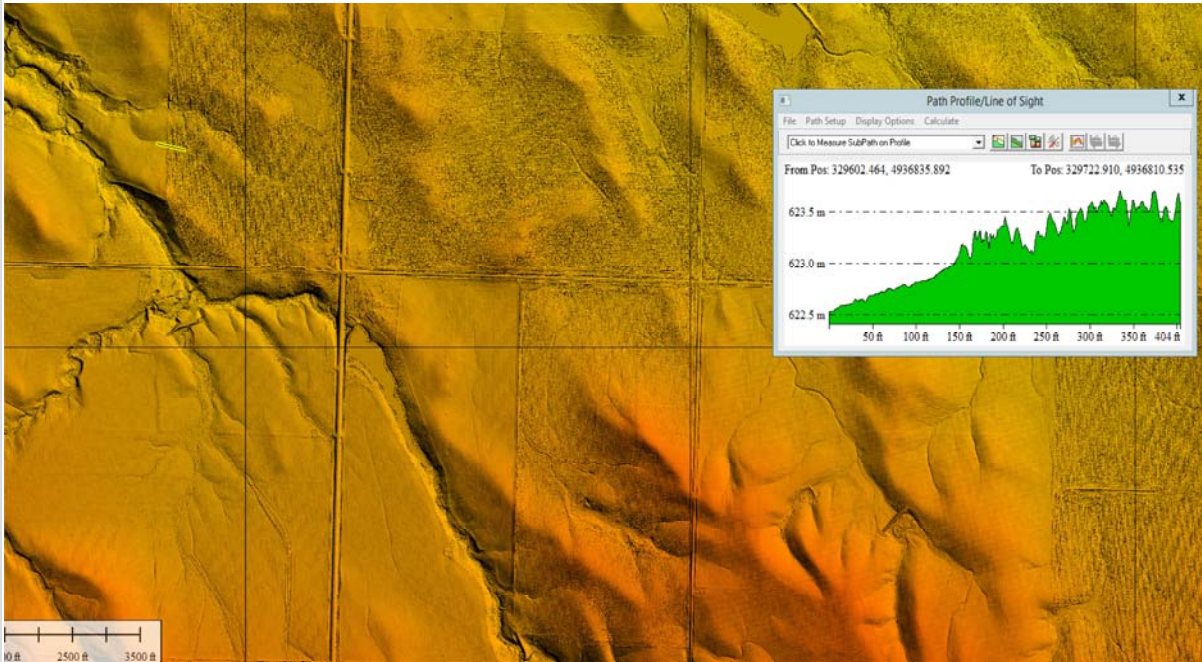 Path Profile/Line of Sight
x
File Path Setup Display Options Calculate
Click to Measure SubPath on Profile
From Pos: 329602.464, 4936835.892 To Pos: 329722.910, 4936810.535
623.5 m
623.0 m
622.5 m
50 ft 100 ft 150 ft 200 ft 250 ft 300 ft 350 ft 404 ft
0 ft 2500 ft 3500 ft